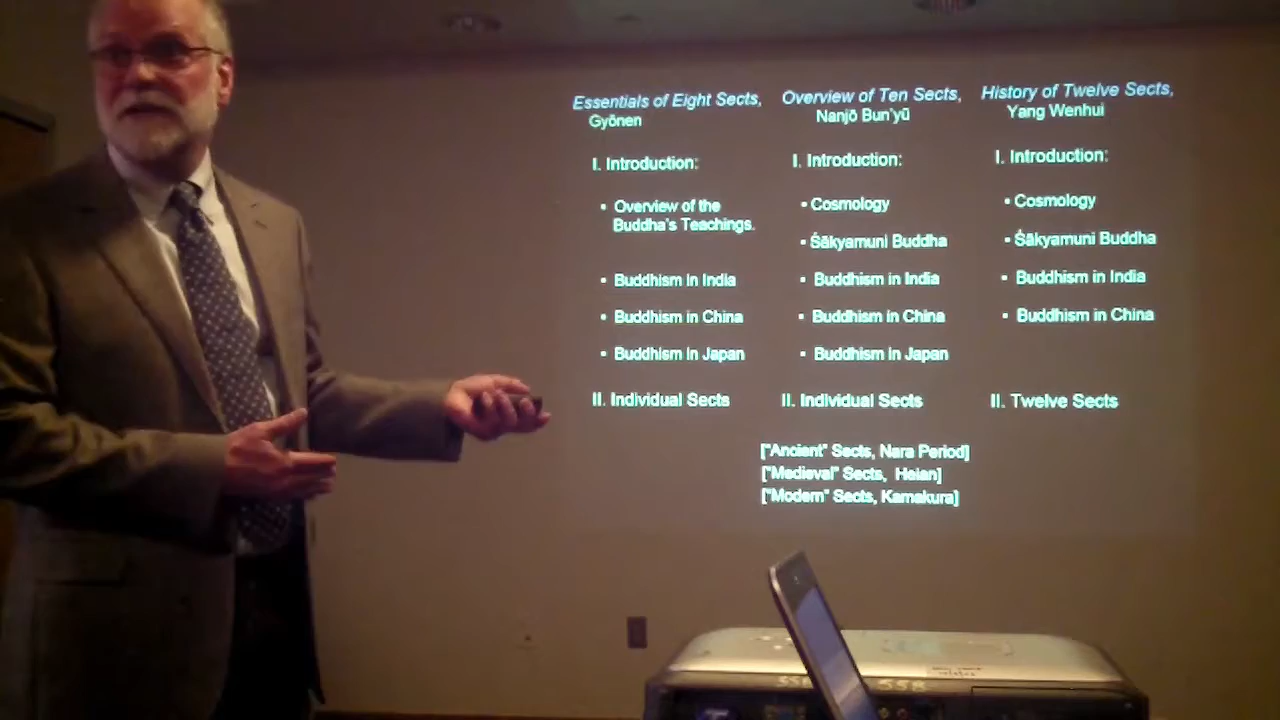 Essentials of Eight Sects,
Gyōnen
I. Introduction:
• Overview of the
Buddha's Teachings.
• Buddhism in India
• Buddhism in China
• Buddhism in Japan
II. Individual Sects
Overview of Ten Sects,
Nanjō Bun'yū
I. Introduction:
• Cosmology
• Śākyamuni Buddha
• Buddhism in India
• Buddhism in China
• Buddhism in Japan
II. Individual Sects
["Ancient" Sects, Nara Period]
["Medieval" Sects, Heian]
["Modern" Sects, Kamakura]
History of Twelve Sects,
Yang Wenhui
I. Introduction:
• Cosmology
• Śākyamuni Buddha
• Buddhism in India
• Buddhism in China
II. Twelve Sects
SSB